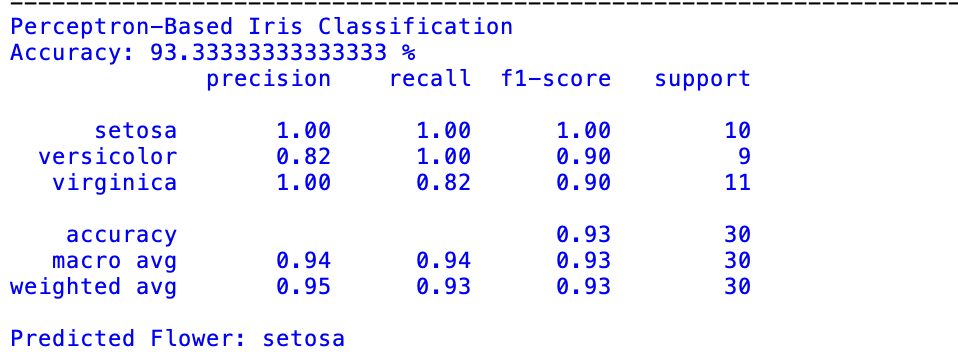 --------------------------------------------------------------------
Perceptron-Based Iris Classification
Accuracy: 93.33333333333333 %
              precision    recall  f1-score   support

      setosa       1.00      1.00      1.00        10
  versicolor       0.82      1.00      0.90         9
   virginica       1.00      0.82      0.90        11

    accuracy                           0.93        30
   macro avg       0.94      0.94      0.93        30
weighted avg       0.95      0.93      0.93        30

Predicted Flower: setosa